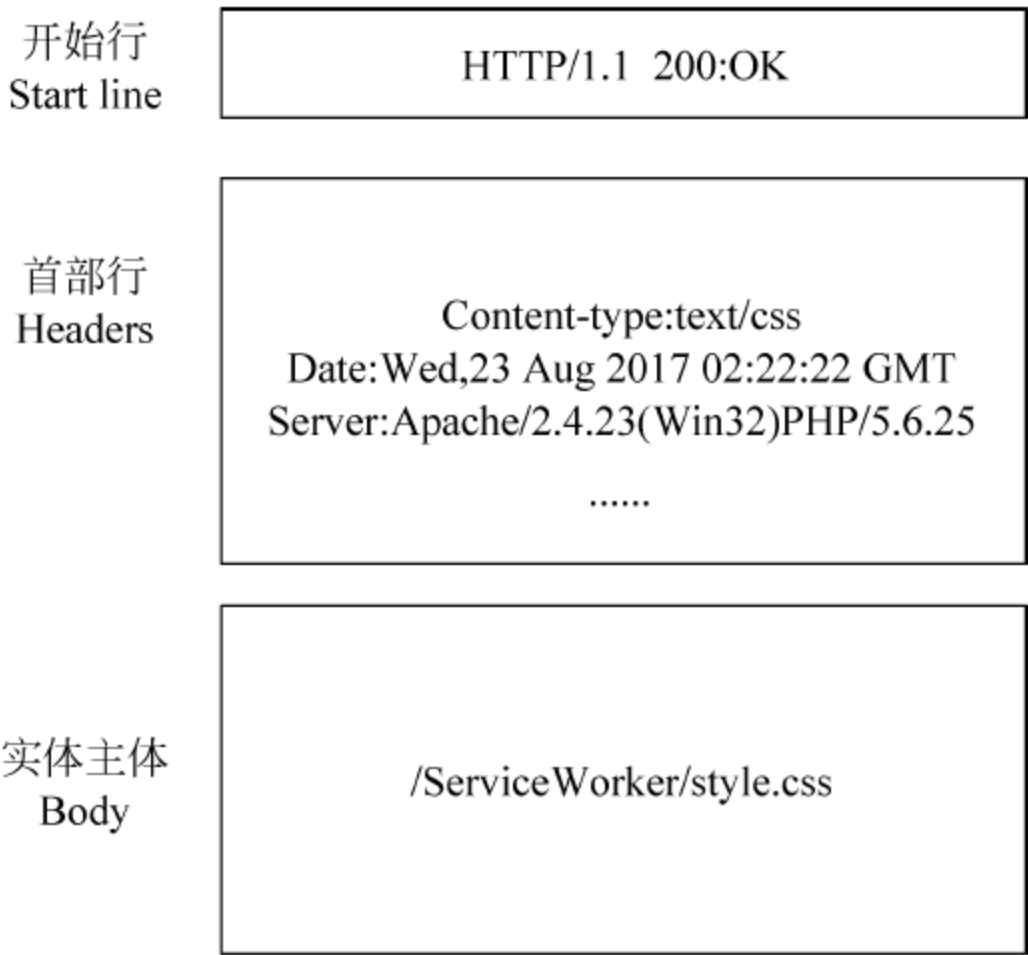 开始行
Start line
HTTP/1.1 200:OK
首部行
Headers
Content-type:text/css
Date:Wed,23 Aug 2017 02:22:22 GMT
Server:Apache/2.4.23(Win32)PHP/5.6.25
......
实体主体
Body
/ServiceWorker/style.css